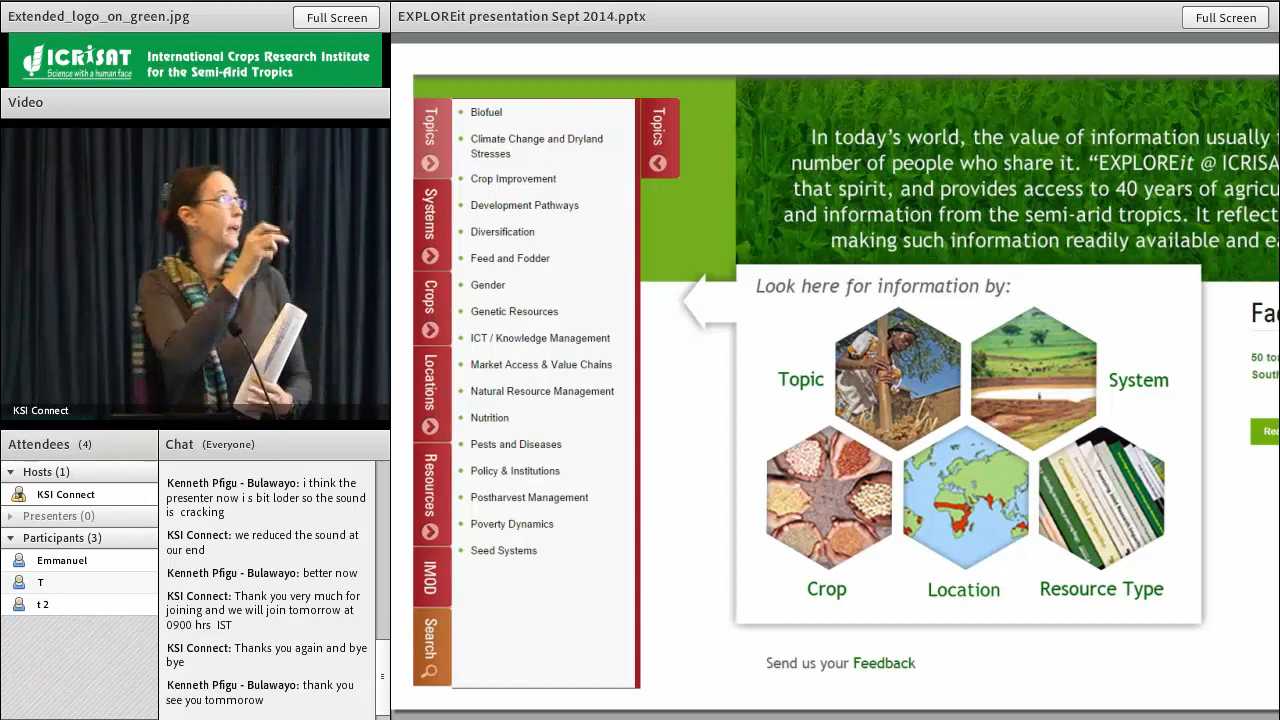 Extended_logo_on_green.jpg
Full Screen
ICRISAT
Science with a human face
International Crops Research Institute
for the Semi-Arid Tropics
Video
KSI Connect
Attendees (4)
Hosts (1)
KSI Connect
Presenters (0)
Participants (3)
Emmanuel
T
t 2
Chat (Everyone)
Kenneth Pfigu - Bulawayo: i think the
presenter now i s bit loder so the sound
is cracking
KSI Connect: we reduced the sound at
our end
Kenneth Pfigu - Bulawayo: better now
KSI Connect: Thank you very much for
joining and we will join tomorrow at
0900 hrs IST
KSI Connect: Thanks you again and bye
bye
Kenneth Pfigu - Bulawayo: thank you
see you tommorow
EXPLOREit presentation Sept 2014.pptx
Full Screen
Topics
Systems
Crops
Locations
Resources
IMOD
Search
Biofuel
Climate Change and Dryland
Stresses
Crop Improvement
Development Pathways
Diversification
Feed and Fodder
Gender
Genetic Resources
ICT / Knowledge Management
Market Access & Value Chains
Natural Resource Management
Nutrition
Pests and Diseases
Policy & Institutions
Postharvest Management
Poverty Dynamics
Seed Systems
Topics
In today's world, the value of information usually
number of people who share it. “EXPLOREit @ ICRISA
that spirit, and provides access to 40 years of agricu
and information from the semi-arid tropics. It reflect
making such information readily available and ea
Look here for information by:
Topic
System
Crop
Location
Resource Type
Send us your Feedback
Fac
50 to
South
Rea